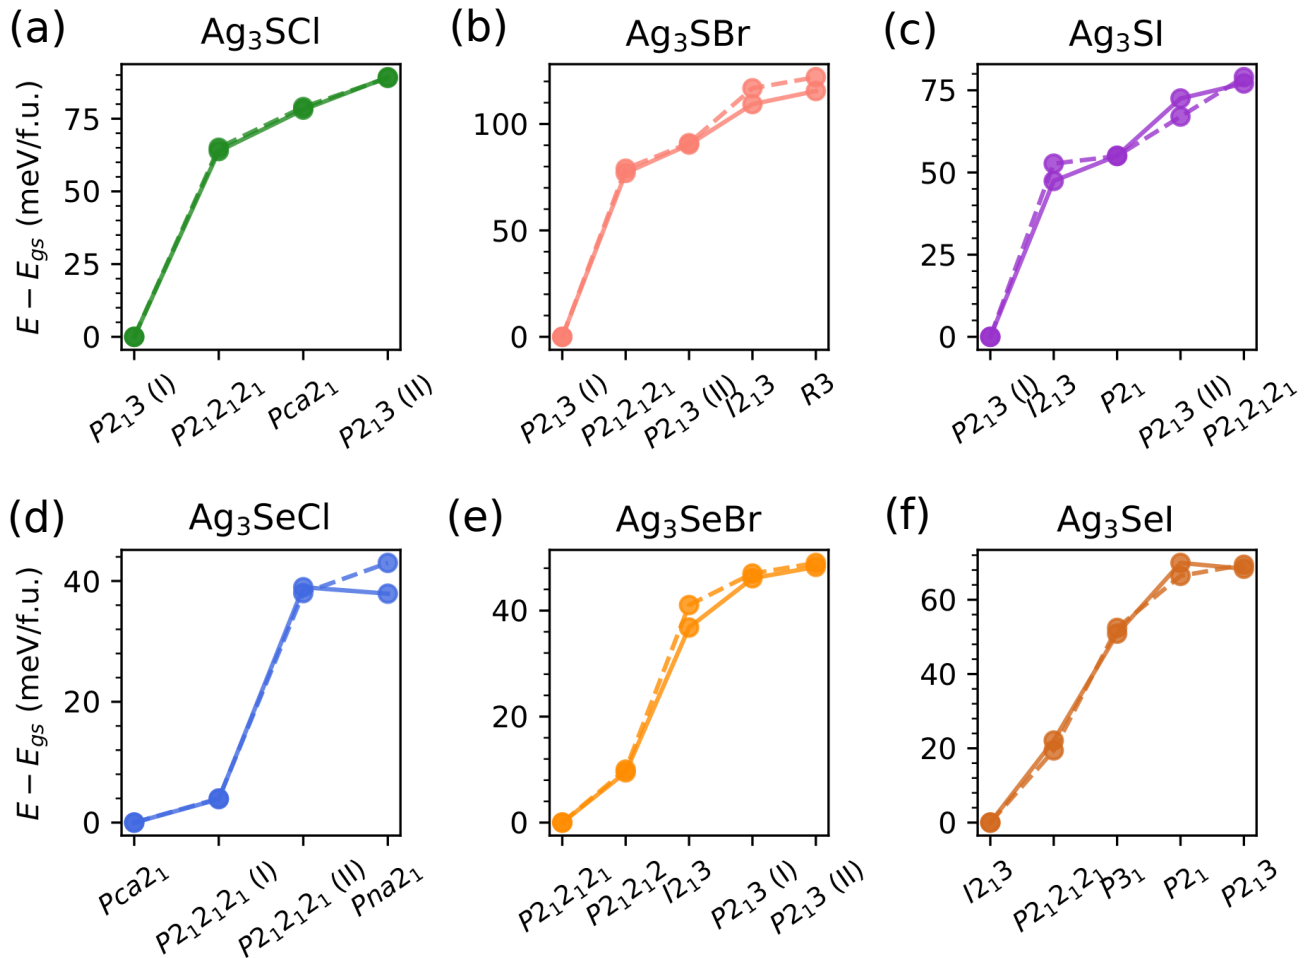 (a) Ag₃SCl
E − E_gs (meV/f.u.)
75
50
25
0
P2₁3 (I)
P2₁2₁2₁
Pca2₁
P2₁3 (II)
(b) Ag₃SBr
100
50
0
P2₁3 (I)
P2₁2₁2₁
P2₁3 (II)
I2₁3
R3
(c) Ag₃SI
75
50
25
0
P2₁3 (I)
I2₁3
P2₁
P2₁3 (II)
P2₁2₁2₁
(d) Ag₃SeCl
E − E_gs (meV/f.u.)
40
20
0
Pca2₁
P2₁2₁2₁ (I)
P2₁2₁2₁ (II)
Pna2₁
(e) Ag₃SeBr
40
20
0
P2₁2₁2₁
P2₁2₁2
I2₁3
P2₁3 (I)
P2₁3 (II)
(f) Ag₃SeI
60
40
20
0
I2₁3
P2₁2₁2₁
P3₁
P2₁
P2₁3